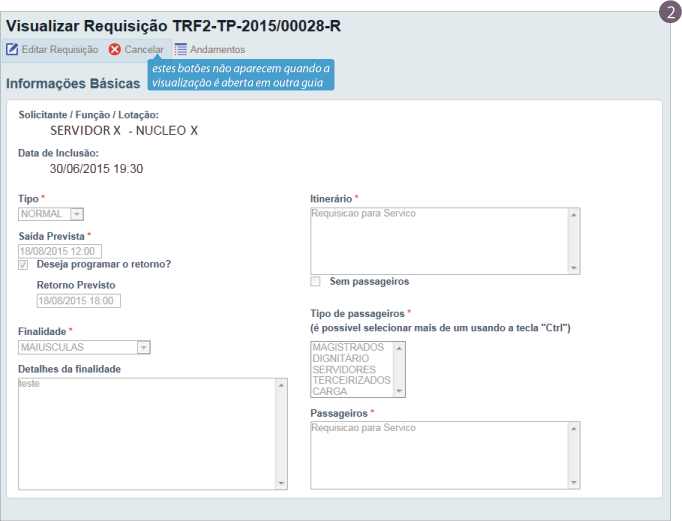 2
Visualizar Requisição TRF2-TP-2015/00028-R
Editar Requisição Cancelar Andamentos
estes botões não aparecem quando a
visualização é aberta em outra guia
Informações Básicas
Solicitante / Função / Lotação:
SERVIDOR X - NUCLEO X
Data de Inclusão:
30/06/2015 19:30
Tipo *
NORMAL
Saída Prevista *
18/08/2015 12:00
Deseja programar o retorno?
Retorno Previsto
18/08/2015 18:00
Finalidade *
MAIUSCULAS
Detalhes da finalidade
teste
Itinerário *
Requisicao para Servico
Sem passageiros
Tipo de passageiros *
(é possível selecionar mais de um usando a tecla "Ctrl")
MAGISTRADOS
DIGNITÁRIO
SERVIDORES
TERCEIRIZADOS
CARGA
Passageiros *
Requisicao para Servico